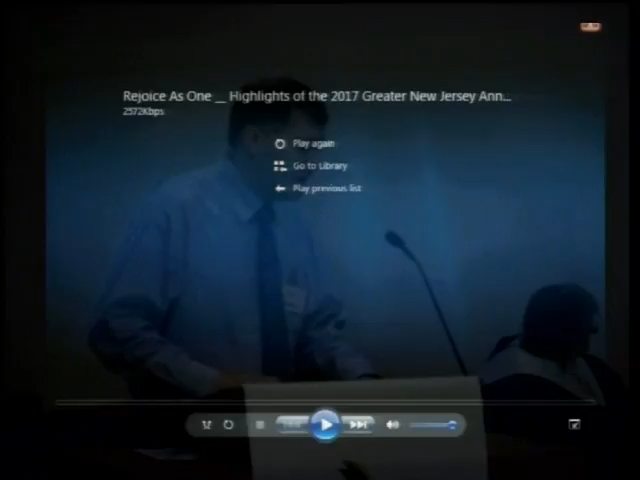 Rejoice As One __ Highlights of the 2017 Greater New Jersey Ann...
2572Kbps
Play again
Go to Library
Play previous list